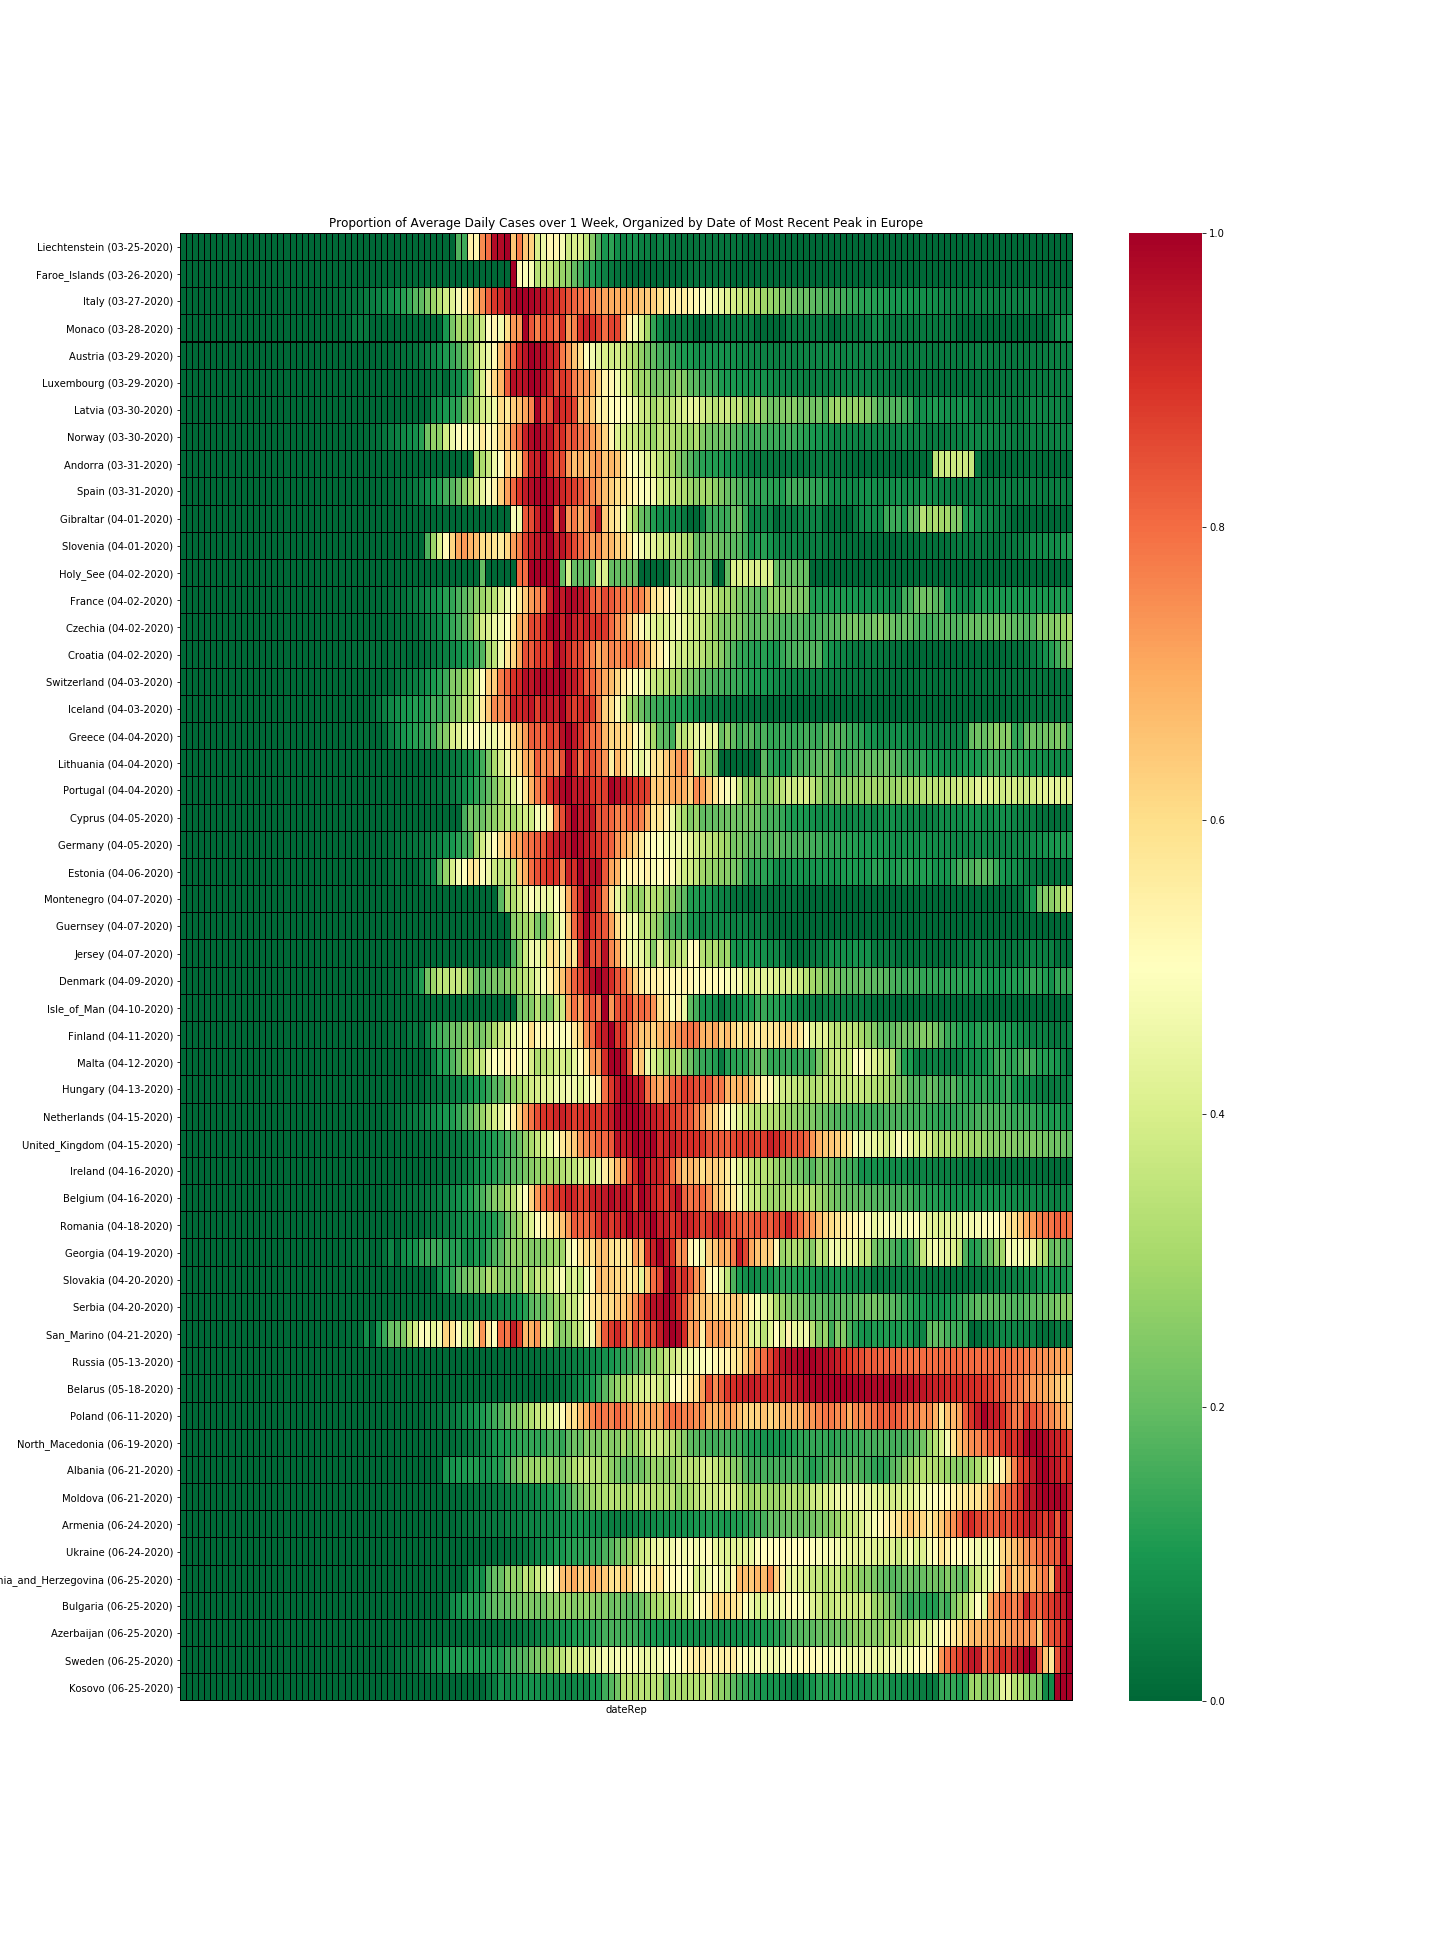 Proportion of Average Daily Cases over 1 Week, Organized by Date of Most Recent Peak in Europe
Liechtenstein (03-25-2020)
Faroe_Islands (03-26-2020)
Italy (03-27-2020)
Monaco (03-28-2020)
Austria (03-29-2020)
Luxembourg (03-29-2020)
Latvia (03-30-2020)
Norway (03-30-2020)
Andorra (03-31-2020)
Spain (03-31-2020)
Gibraltar (04-01-2020)
Slovenia (04-01-2020)
Holy_See (04-02-2020)
France (04-02-2020)
Czechia (04-02-2020)
Croatia (04-02-2020)
Switzerland (04-03-2020)
Iceland (04-03-2020)
Greece (04-04-2020)
Lithuania (04-04-2020)
Portugal (04-04-2020)
Cyprus (04-05-2020)
Germany (04-05-2020)
Estonia (04-06-2020)
Montenegro (04-07-2020)
Guernsey (04-07-2020)
Jersey (04-07-2020)
Denmark (04-09-2020)
Isle_of_Man (04-10-2020)
Finland (04-11-2020)
Malta (04-12-2020)
Hungary (04-13-2020)
Netherlands (04-15-2020)
United_Kingdom (04-15-2020)
Ireland (04-16-2020)
Belgium (04-16-2020)
Romania (04-18-2020)
Georgia (04-19-2020)
Slovakia (04-20-2020)
Serbia (04-20-2020)
San_Marino (04-21-2020)
Russia (05-13-2020)
Belarus (05-18-2020)
Poland (06-11-2020)
North_Macedonia (06-19-2020)
Albania (06-21-2020)
Moldova (06-21-2020)
Armenia (06-24-2020)
Ukraine (06-24-2020)
nia_and_Herzegovina (06-25-2020)
Bulgaria (06-25-2020)
Azerbaijan (06-25-2020)
Sweden (06-25-2020)
Kosovo (06-25-2020)
dateRep
1.0
0.8
0.6
0.4
0.2
0.0